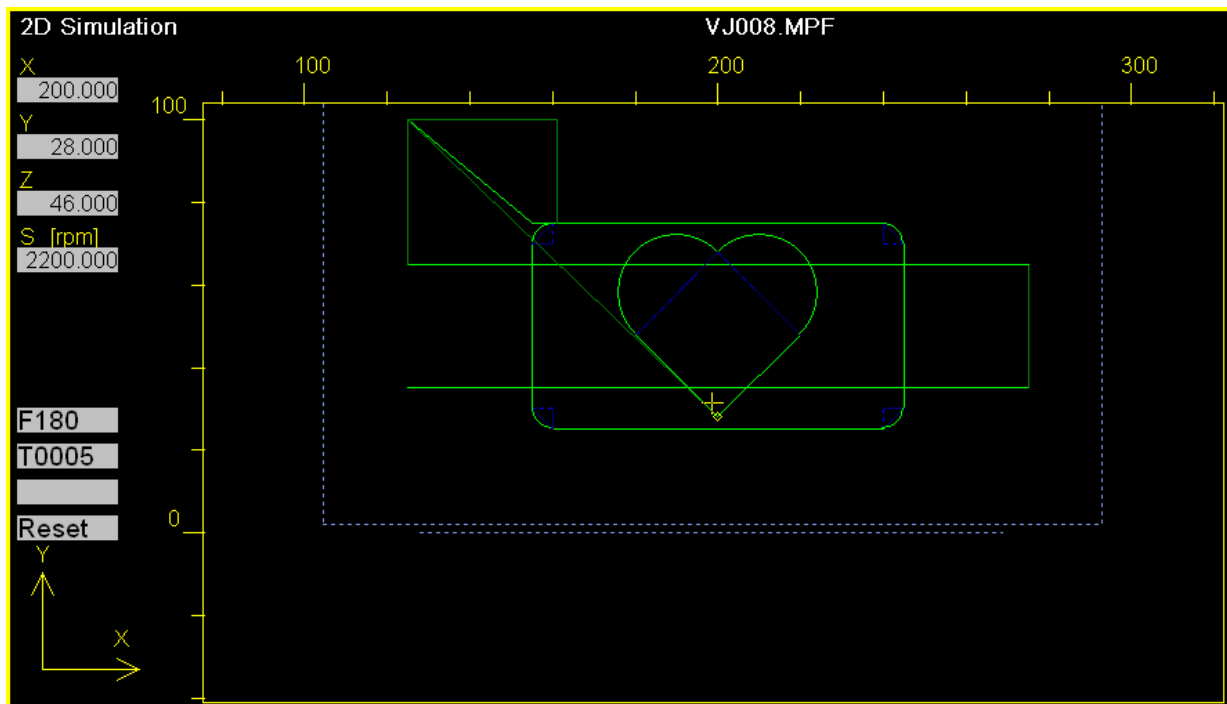 2D Simulation VJ008.MPF
X 100 200 300
200.000
100
Y
28.000
Z
46.000
S [rpm]
2200.000
F180
T0005
0
Reset
Y
X